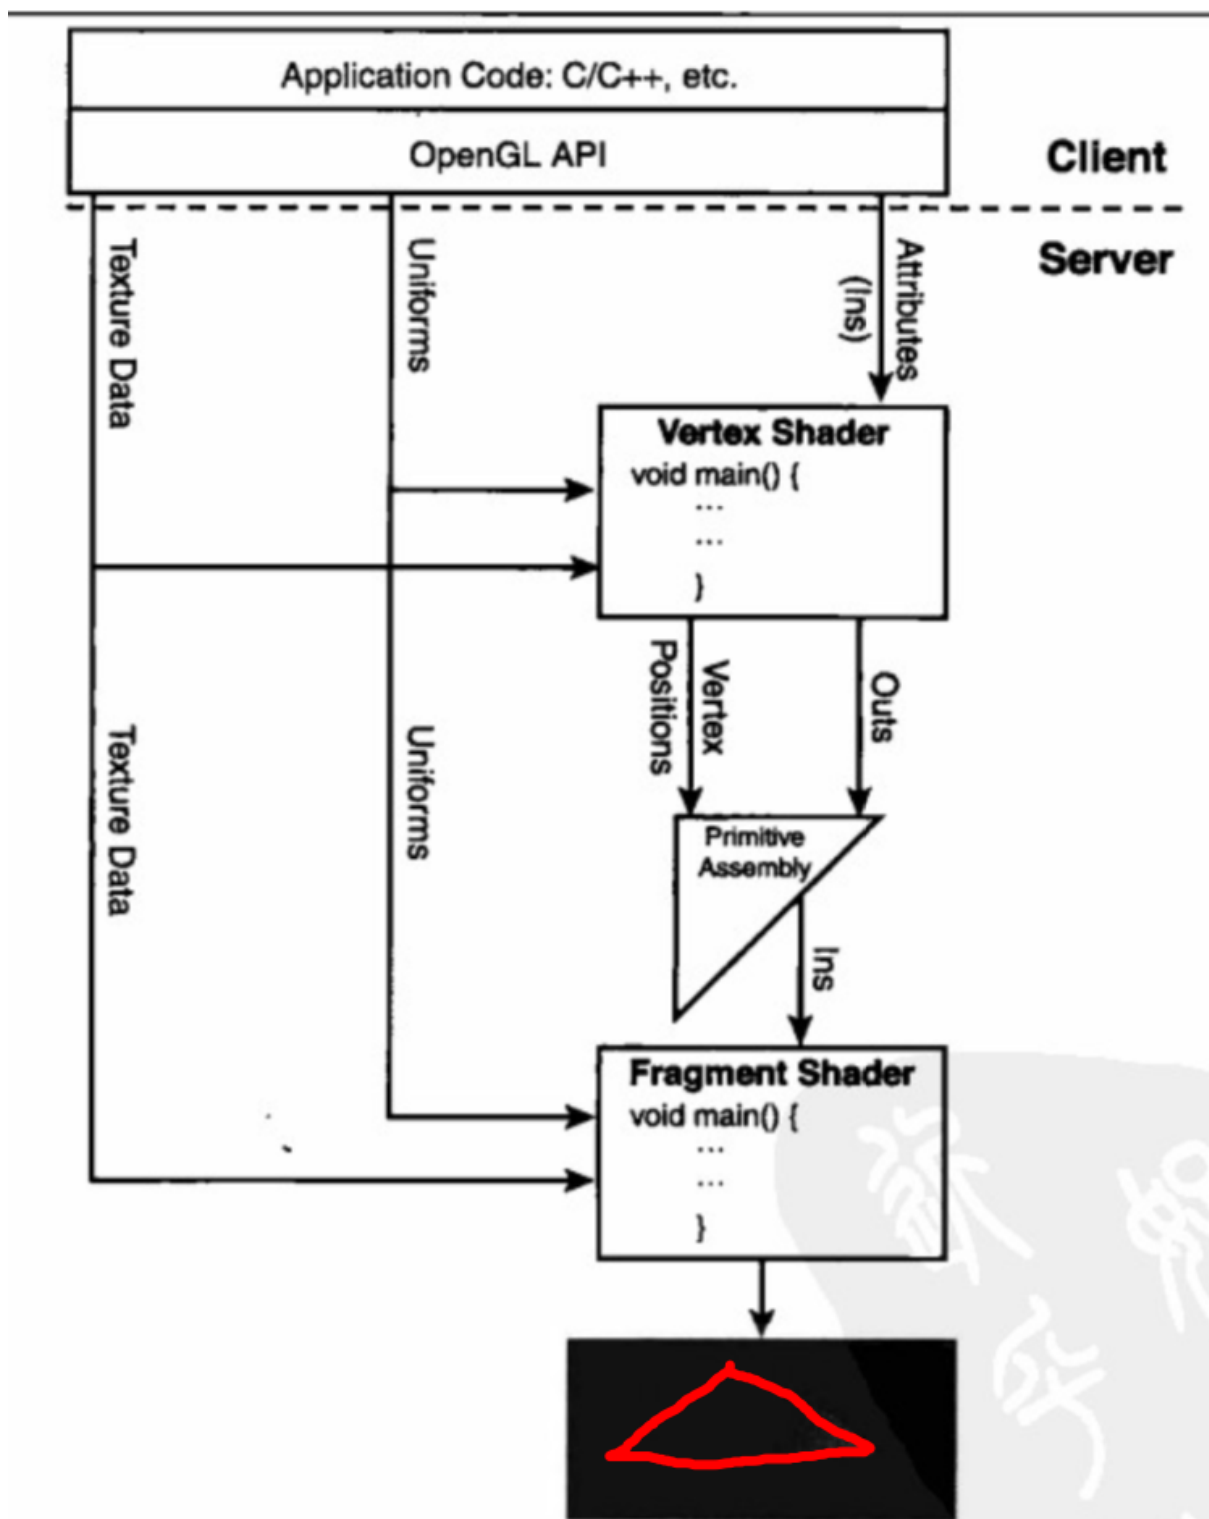 Application Code: C/C++, etc.
OpenGL API
Client
Server
Texture Data
Uniforms
Attributes
(Ins)
Vertex Shader
void main() {
...
...
}
Vertex
Positions
Outs
Texture Data
Uniforms
Primitive
Assembly
Ins
Fragment Shader
void main() {
...
...
}